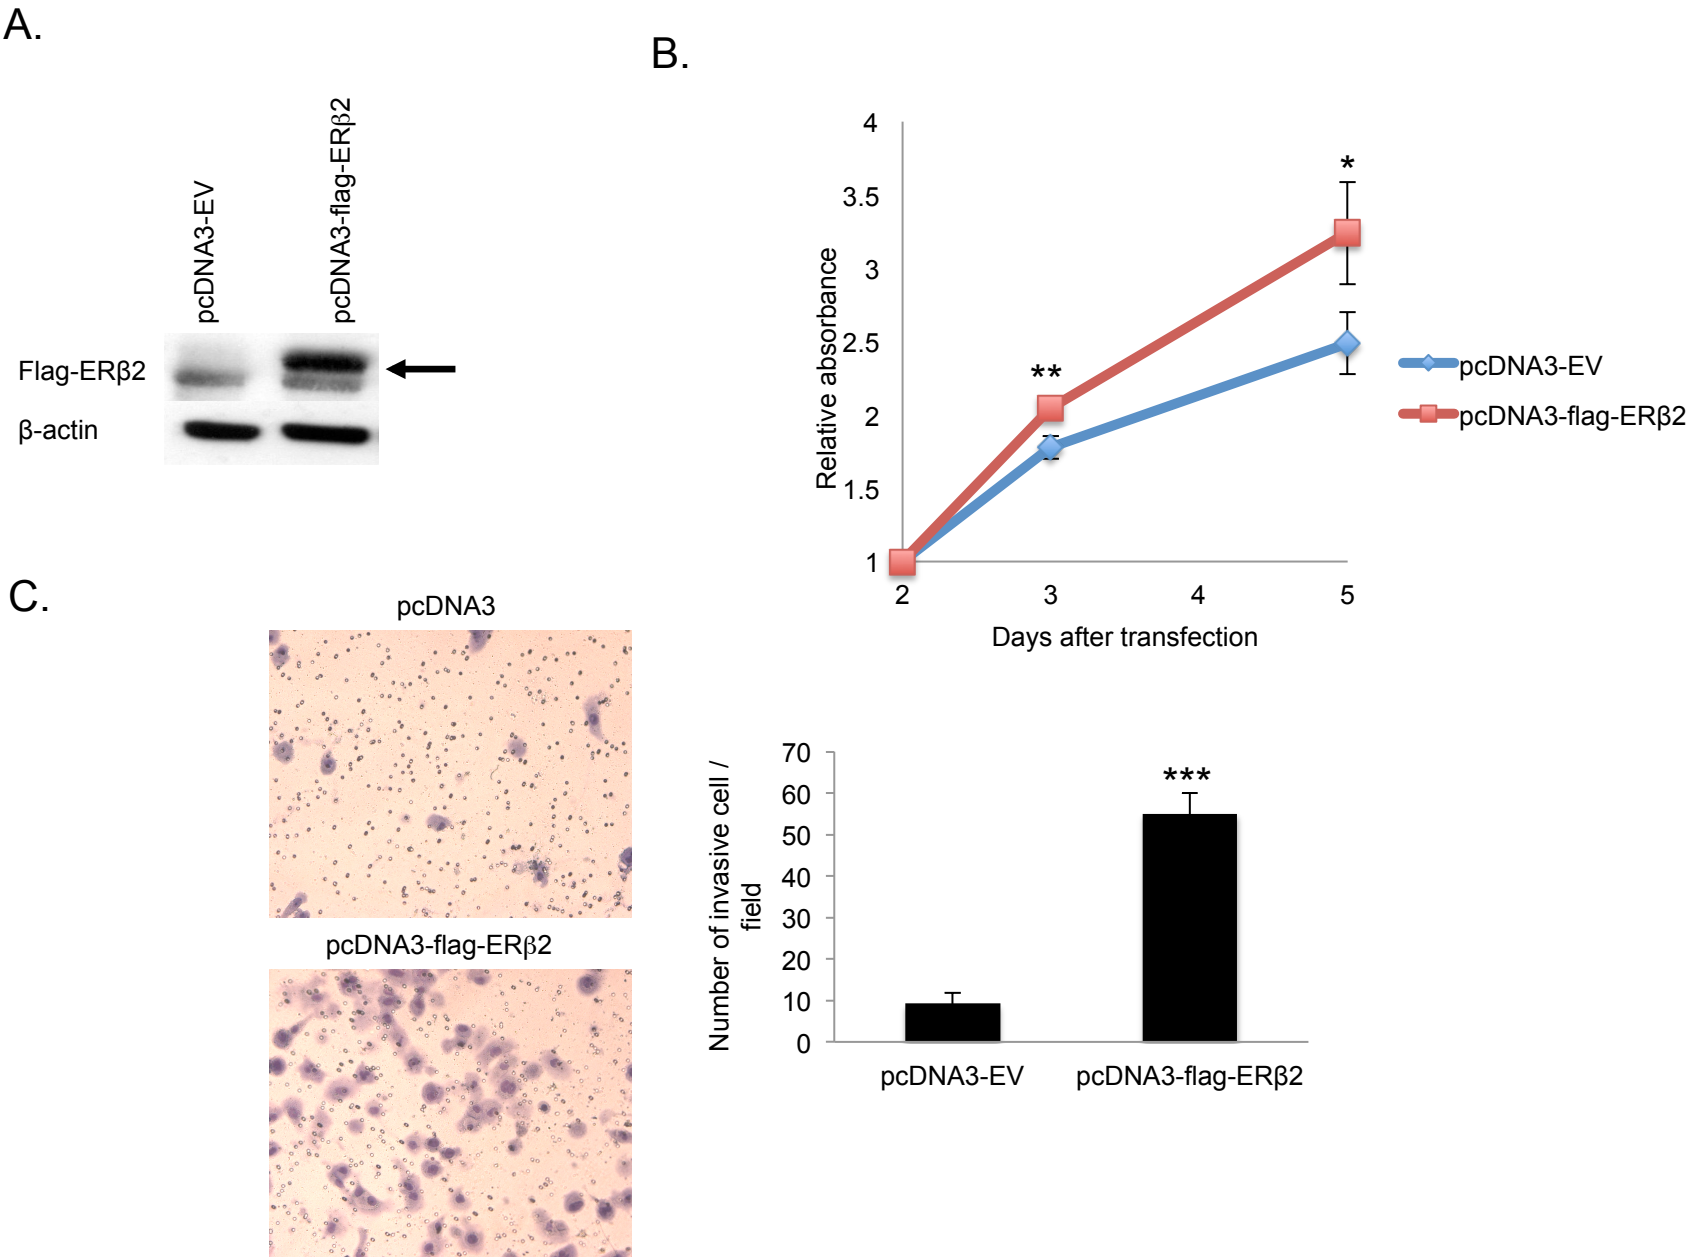 A.
pcDNA3-EV
pcDNA3-flag-ERβ2
Flag-ERβ2
β-actin
B.
4
3.5
3
2.5
2
1.5
1
Relative absorbance
**
*
2
3
4
5
Days after transfection
pcDNA3-EV
pcDNA3-flag-ERβ2
C.
pcDNA3
pcDNA3-flag-ERβ2
Number of invasive cell /
field
70
60
50
40
30
20
10
0
***
pcDNA3-EV
pcDNA3-flag-ERβ2